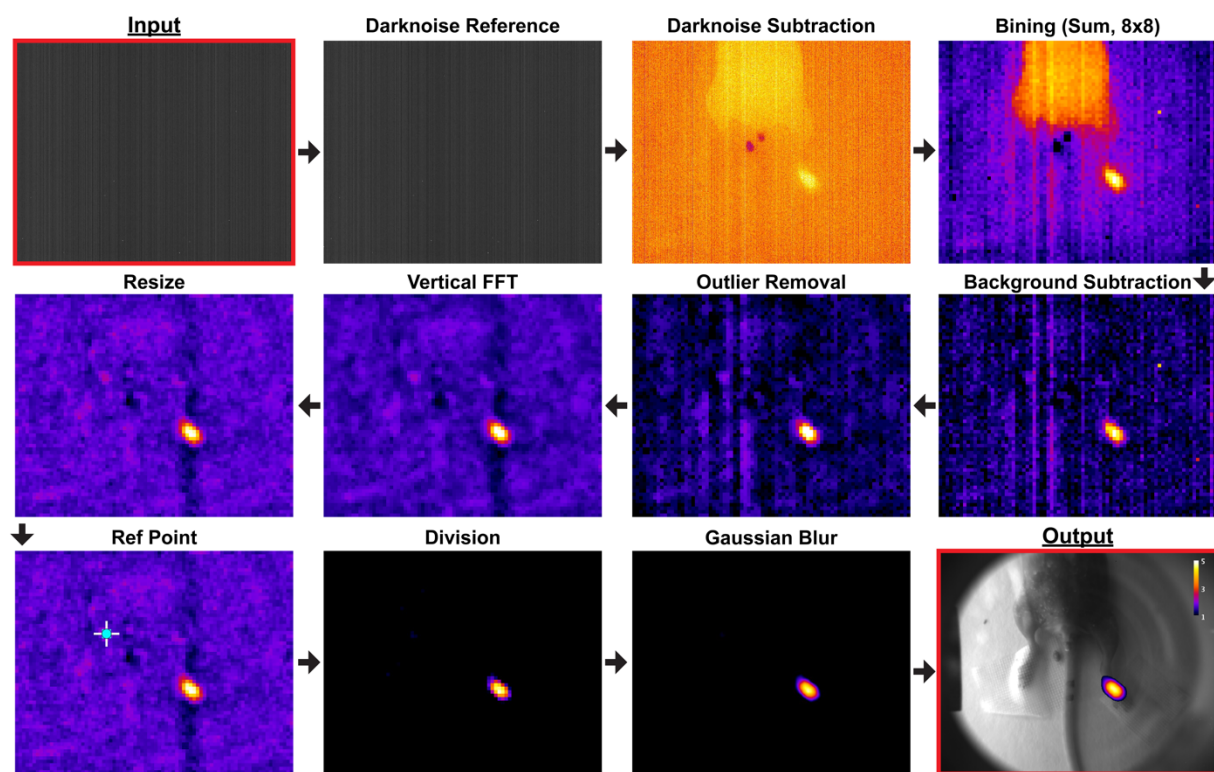 Input
Darknoise Reference
Darknoise Subtraction
Bining (Sum, 8x8)
Resize
Vertical FFT
Outlier Removal
Background Subtraction
Ref Point
Division
Gaussian Blur
Output
5
3
1